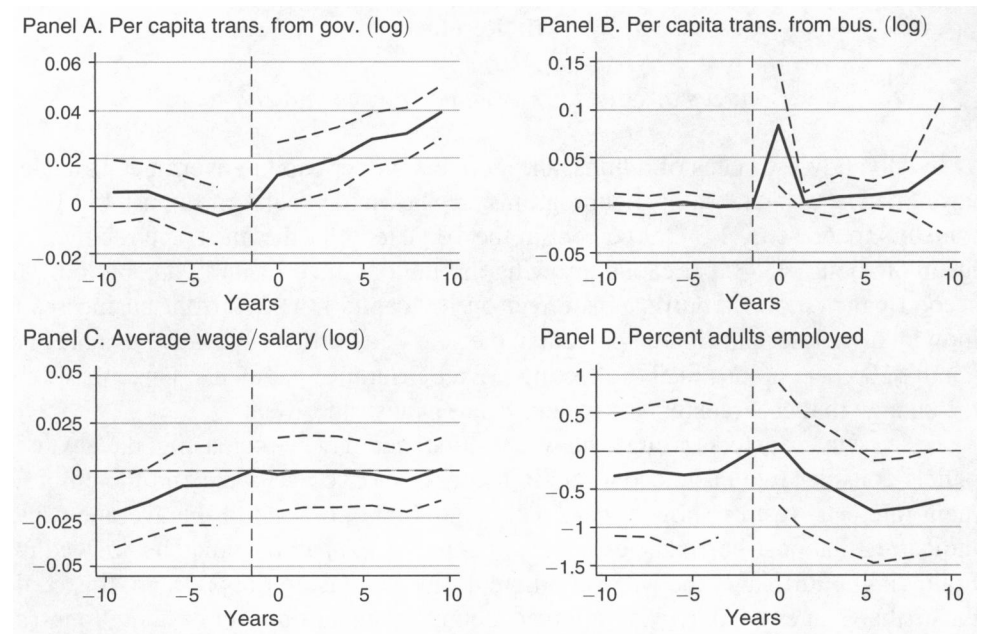 Panel A. Per capita trans. from gov. (log)
0.06
0.04
0.02
0
−0.02
−10 −5 0 5 10
Years
Panel B. Per capita trans. from bus. (log)
0.15
0.1
0.05
0
−0.05
−10 −5 0 5 10
Years
Panel C. Average wage/salary (log)
0.05
0.025
0
−0.025
−0.05
−10 −5 0 5 10
Years
Panel D. Percent adults employed
1
0.5
0
−0.5
−1
−1.5
−10 −5 0 5 10
Years